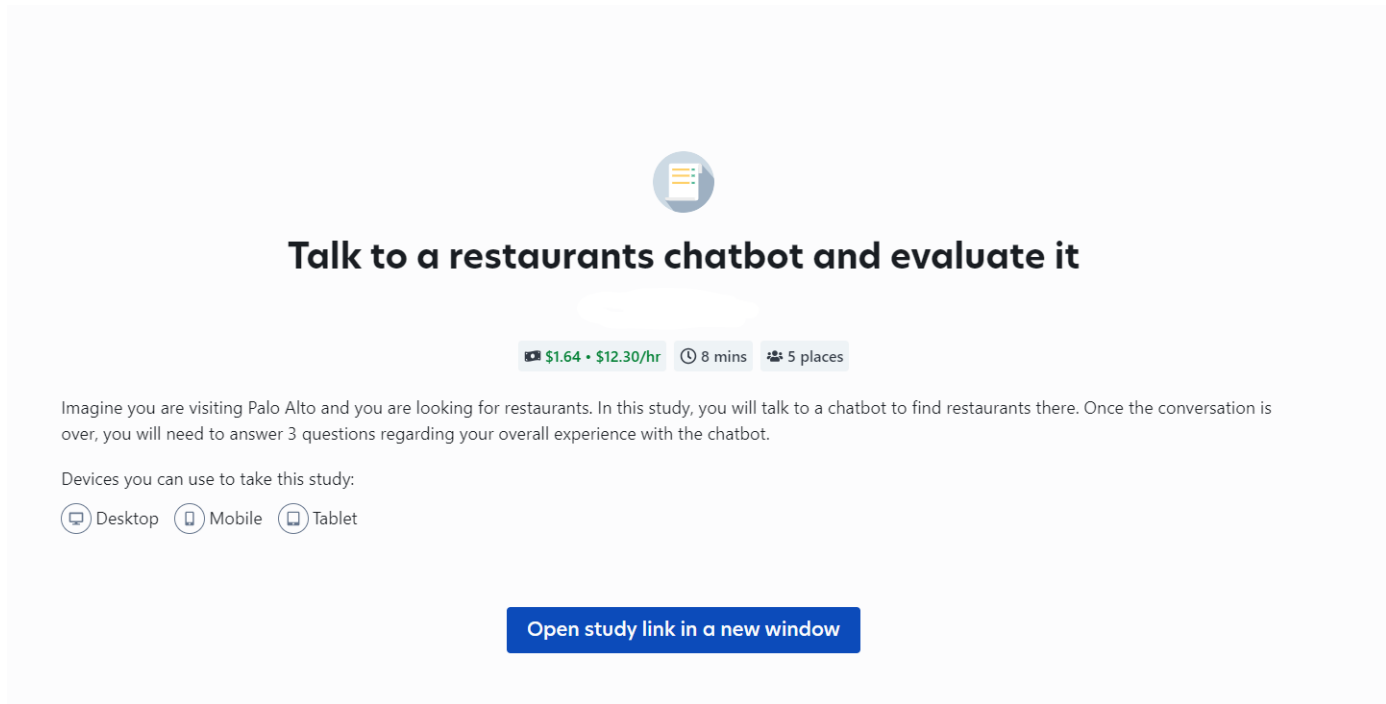 Talk to a restaurants chatbot and evaluate it
$1.64 • $12.30/hr 8 mins 5 places
Imagine you are visiting Palo Alto and you are looking for restaurants. In this study, you will talk to a chatbot to find restaurants there. Once the conversation is
over, you will need to answer 3 questions regarding your overall experience with the chatbot.
Devices you can use to take this study:
Desktop Mobile Tablet
Open study link in a new window